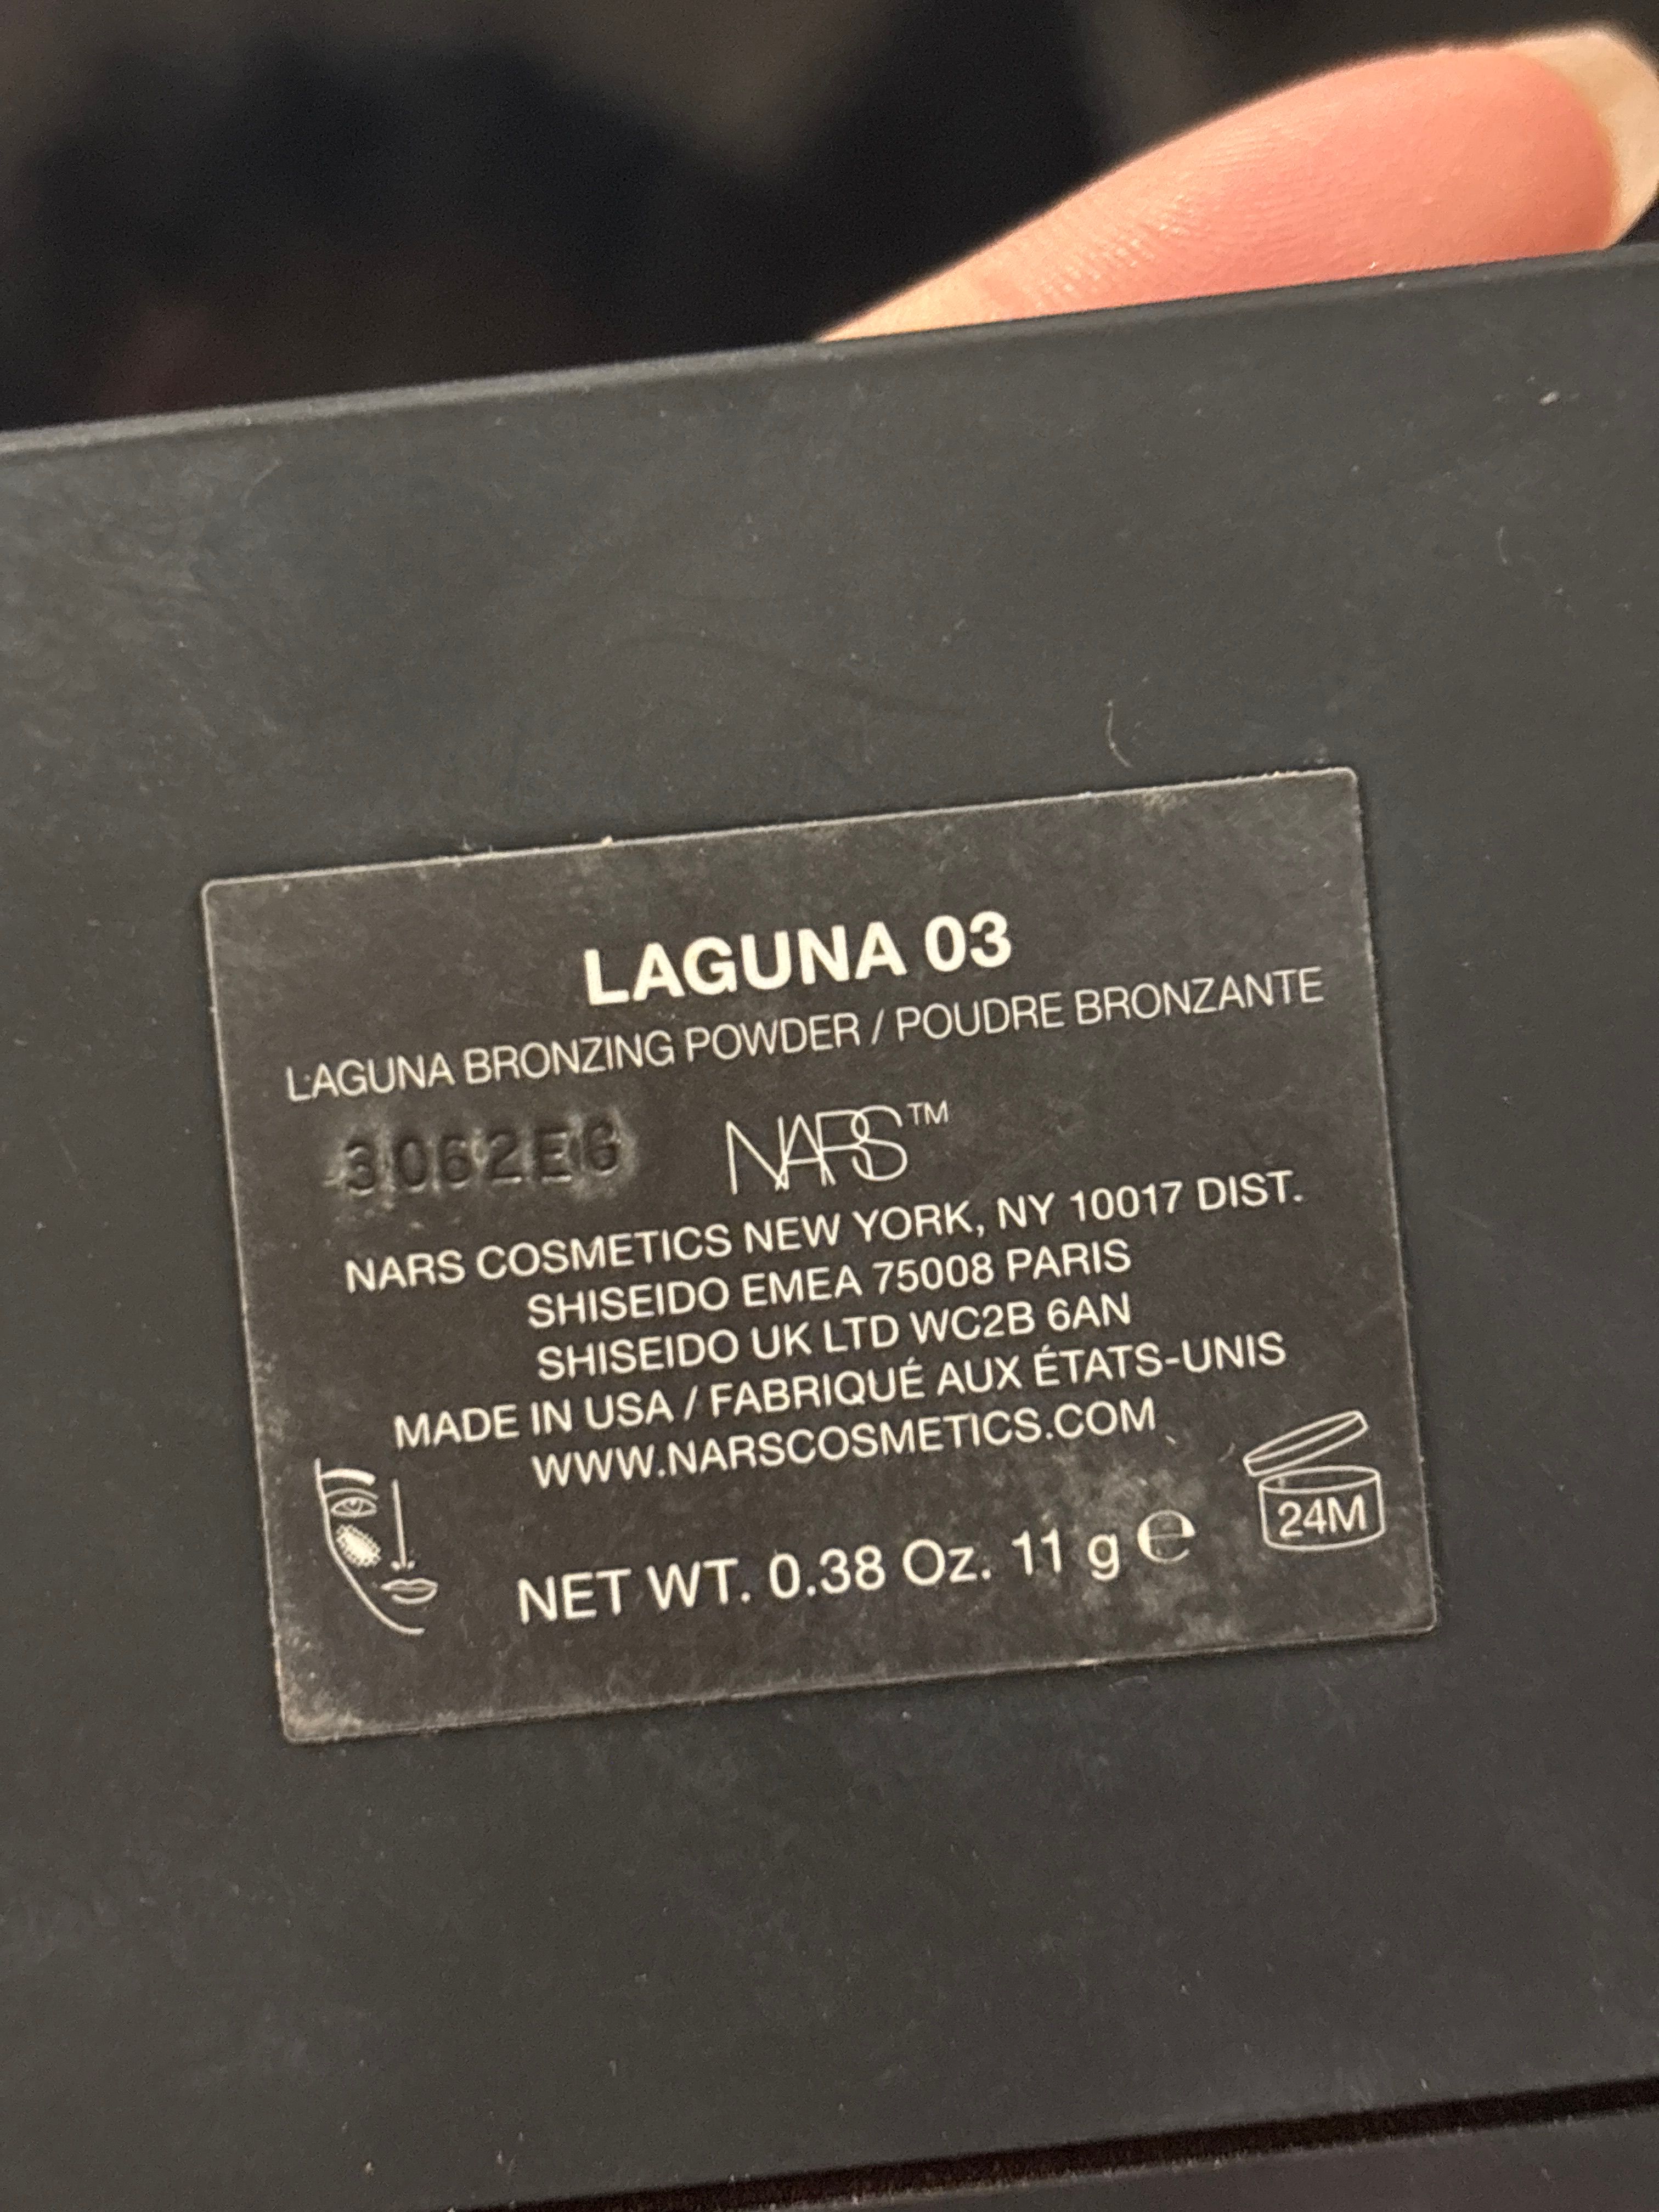 LAGUNA 03
LAGUNA BRONZING POWDER / POUDRE BRONZANTE
3062EG NARS™
NARS COSMETICS NEW YORK, NY 10017 DIST.
SHISEIDO EMEA 75008 PARIS
SHISEIDO UK LTD WC2B 6AN
MADE IN USA / FABRIQUÉ AUX ÉTATS-UNIS
WWW.NARSCOSMETICS.COM
NET WT. 0.38 Oz. 11 g ℮ 24M